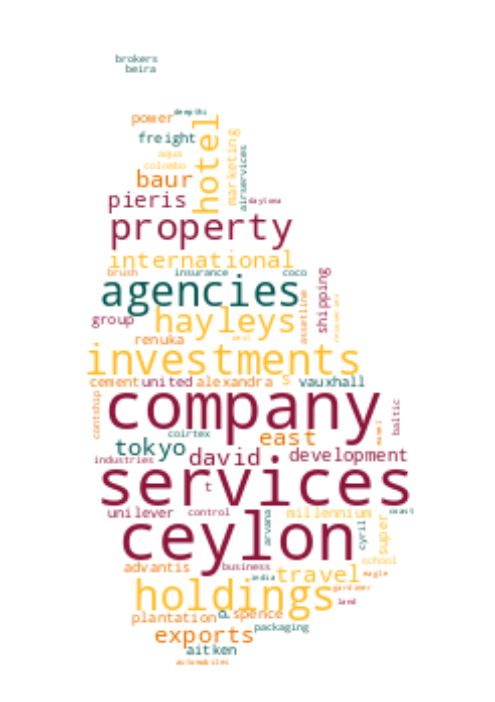 brokers
beira
power
deepthi
freight
hotel
marketing
airservices
aqua
colombo
baur
pieris
daytona
property
international
brush
insurance
coco
agencies
shipping
assetline
group
hayleys
renuka
investments
cement
united
alexandra
s
vauxhall
company
contship
baltic
coirtex
east
tokyo
david
development
industries
services
t
unilever
control
arvana
millennium
coast
cyril
super
ceylon
school
advantis
business
india
travel
eagle
gardiner
holdings
land
plantation
p
spence
packaging
exports
aitken
automobiles